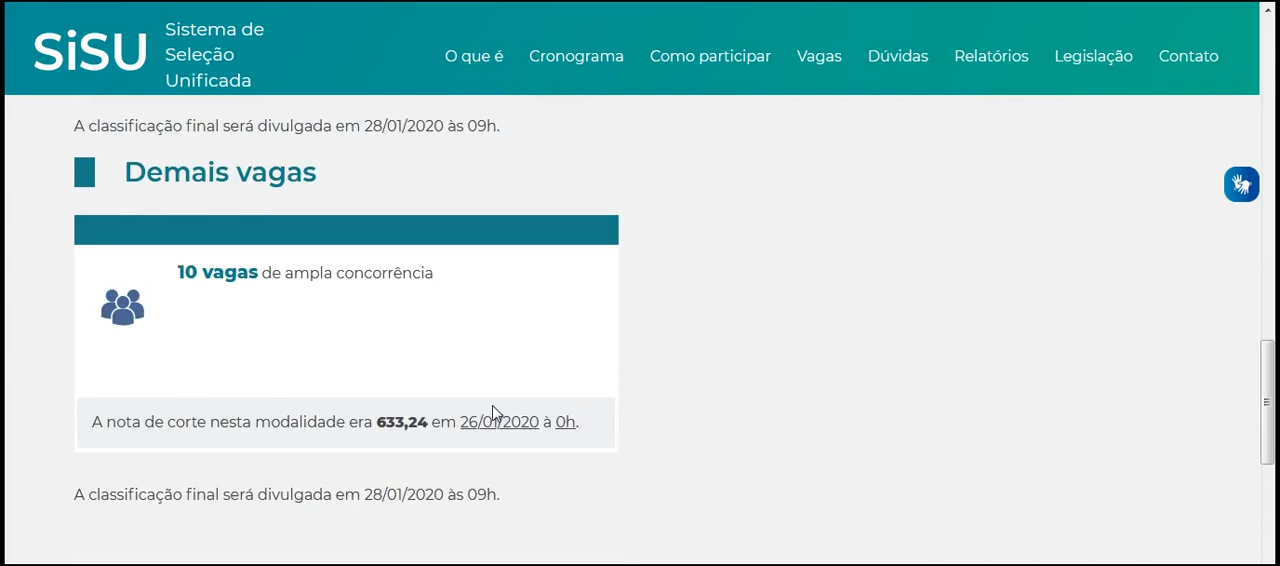 SiSU
Sistema de
Seleção
Unificada
O que é Cronograma Como participar Vagas Dúvidas Relatórios Legislação Contato
A classificação final será divulgada em 28/01/2020 às 09h.
Demais vagas
10 vagas de ampla concorrência
A nota de corte nesta modalidade era 633,24 em 26/01/2020 à 0h.
A classificação final será divulgada em 28/01/2020 às 09h.